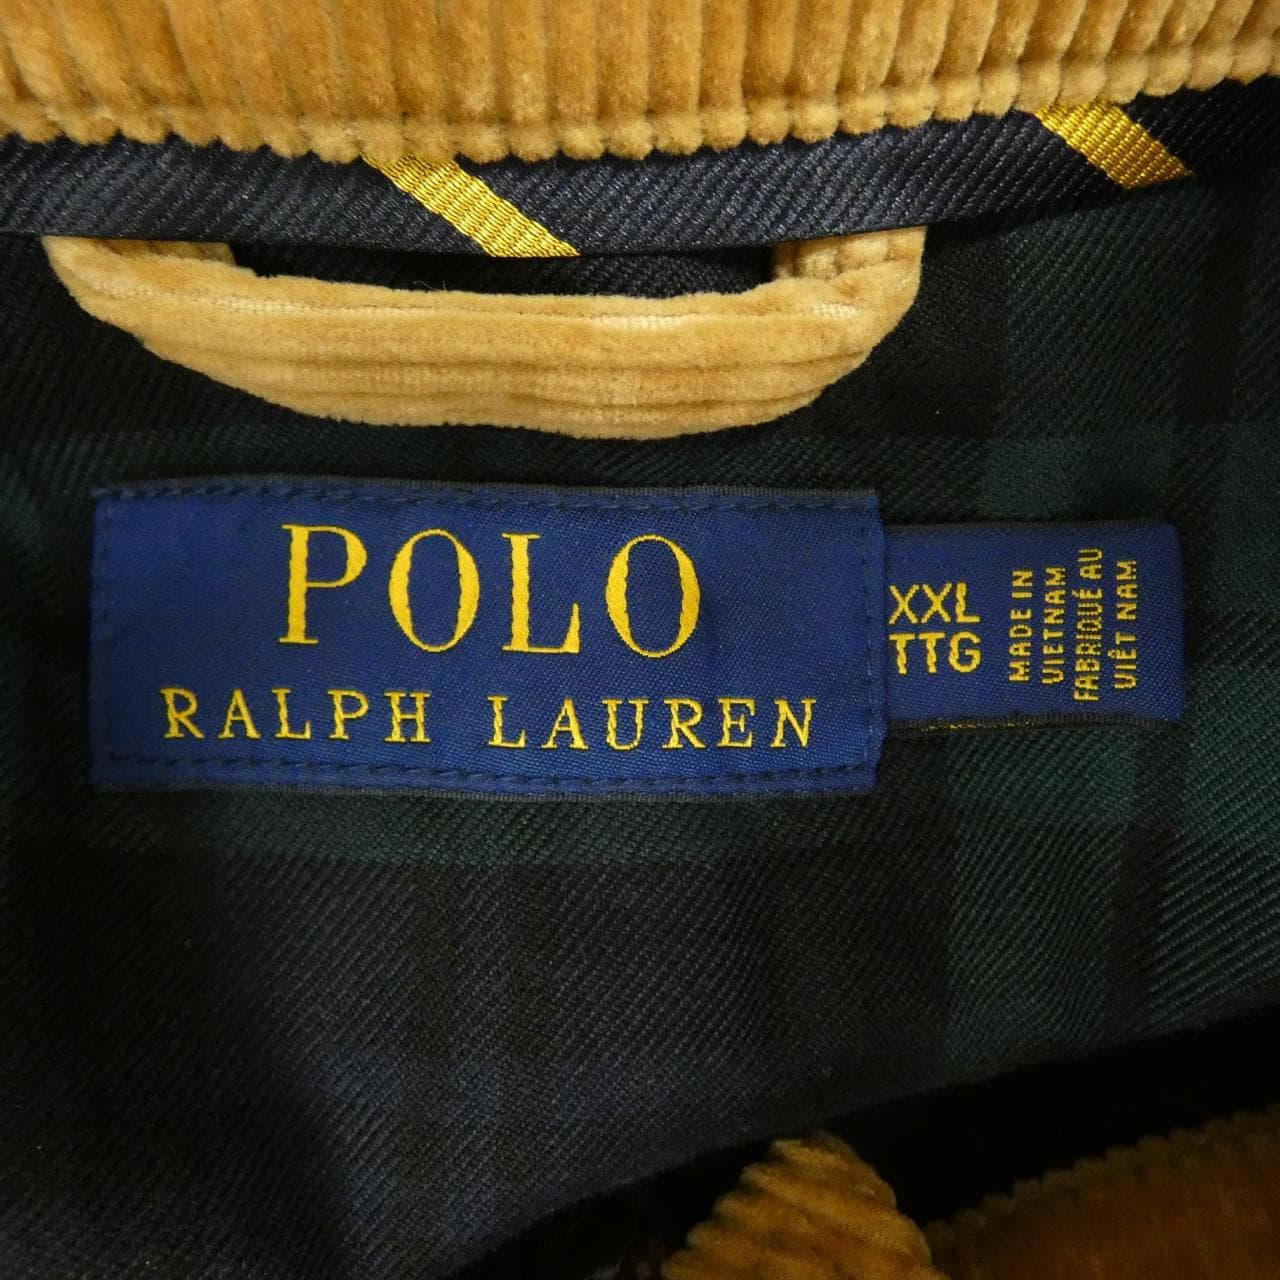 POLO
RALPH LAUREN
XXL
TTG
MADE IN
VIETNAM
FABRIQUÉ AU
VIÊT NAM